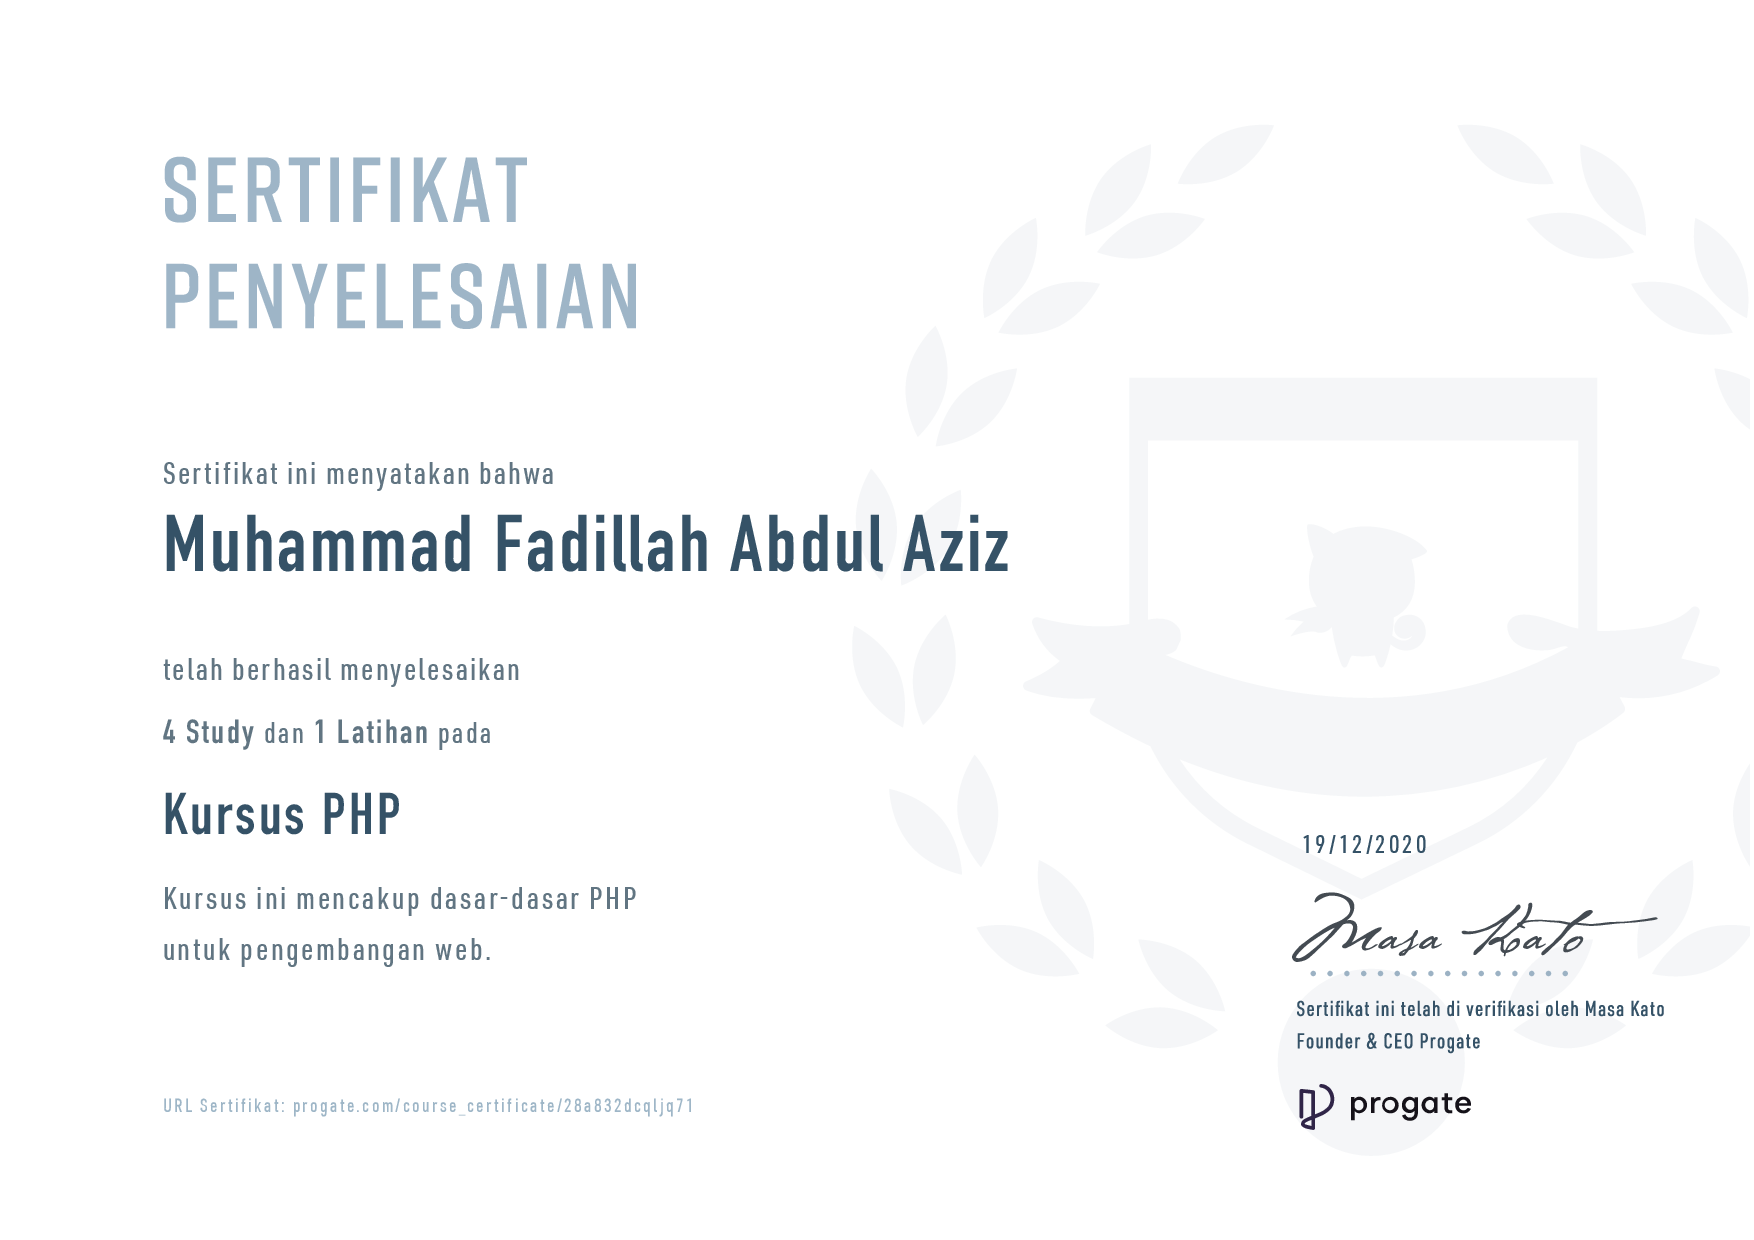 SERTIFIKAT
PENYELESAIAN
Sertifikat ini menyatakan bahwa
Muhammad Fadillah Abdul Aziz
telah berhasil menyelesaikan
4 Study dan 1 Latihan pada
Kursus PHP
Kursus ini mencakup dasar-dasar PHP
untuk pengembangan web.
19/12/2020
Masa Kato
Sertifikat ini telah di verifikasi oleh Masa Kato
Founder & CEO Progate
URL Sertifikat: progate.com/course_certificate/28a832dcqljq71
progate